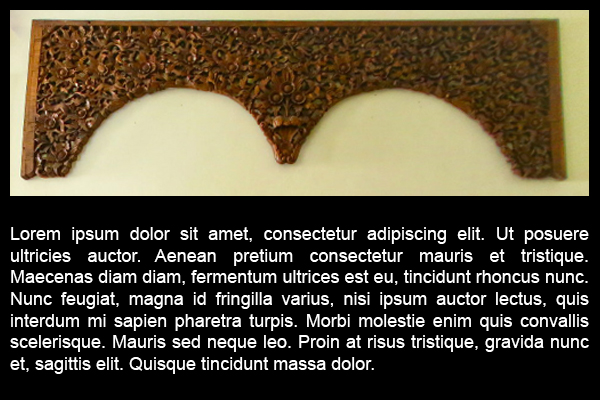 Lorem ipsum dolor sit amet, consectetur adipiscing elit. Ut posuere
ultricies auctor. Aenean pretium consectetur mauris et tristique.
Maecenas diam diam, fermentum ultrices est eu, tincidunt rhoncus nunc.
Nunc feugiat, magna id fringilla varius, nisi ipsum auctor lectus, quis
interdum mi sapien pharetra turpis. Morbi molestie enim quis convallis
scelerisque. Mauris sed neque leo. Proin at risus tristique, gravida nunc
et, sagittis elit. Quisque tincidunt massa dolor.